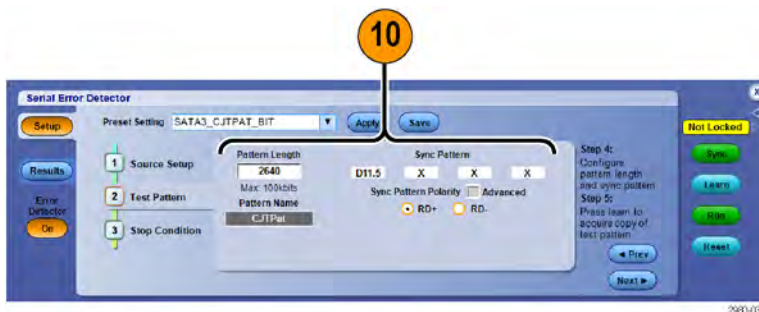 10
Serial Error Detector
X
Setup
Preset Setting
SATA3_CJTPAT_BIT
Apply
Save
Not Locked
Results
Error
Detector
On
1 Source Setup
2 Test Pattern
3 Stop Condition
Pattern Length
2640
Max: 100kbits
Pattern Name
CJTPat
Sync Pattern
D11.5 X X X
Sync Pattern Polarity
Advanced
RD+ RD-
Step 4:
Configure
pattern length
and sync pattern
Step 5:
Press learn to
acquire copy of
test pattern
◄ Prev
Next ►
Sync
Learn
Run
Reset